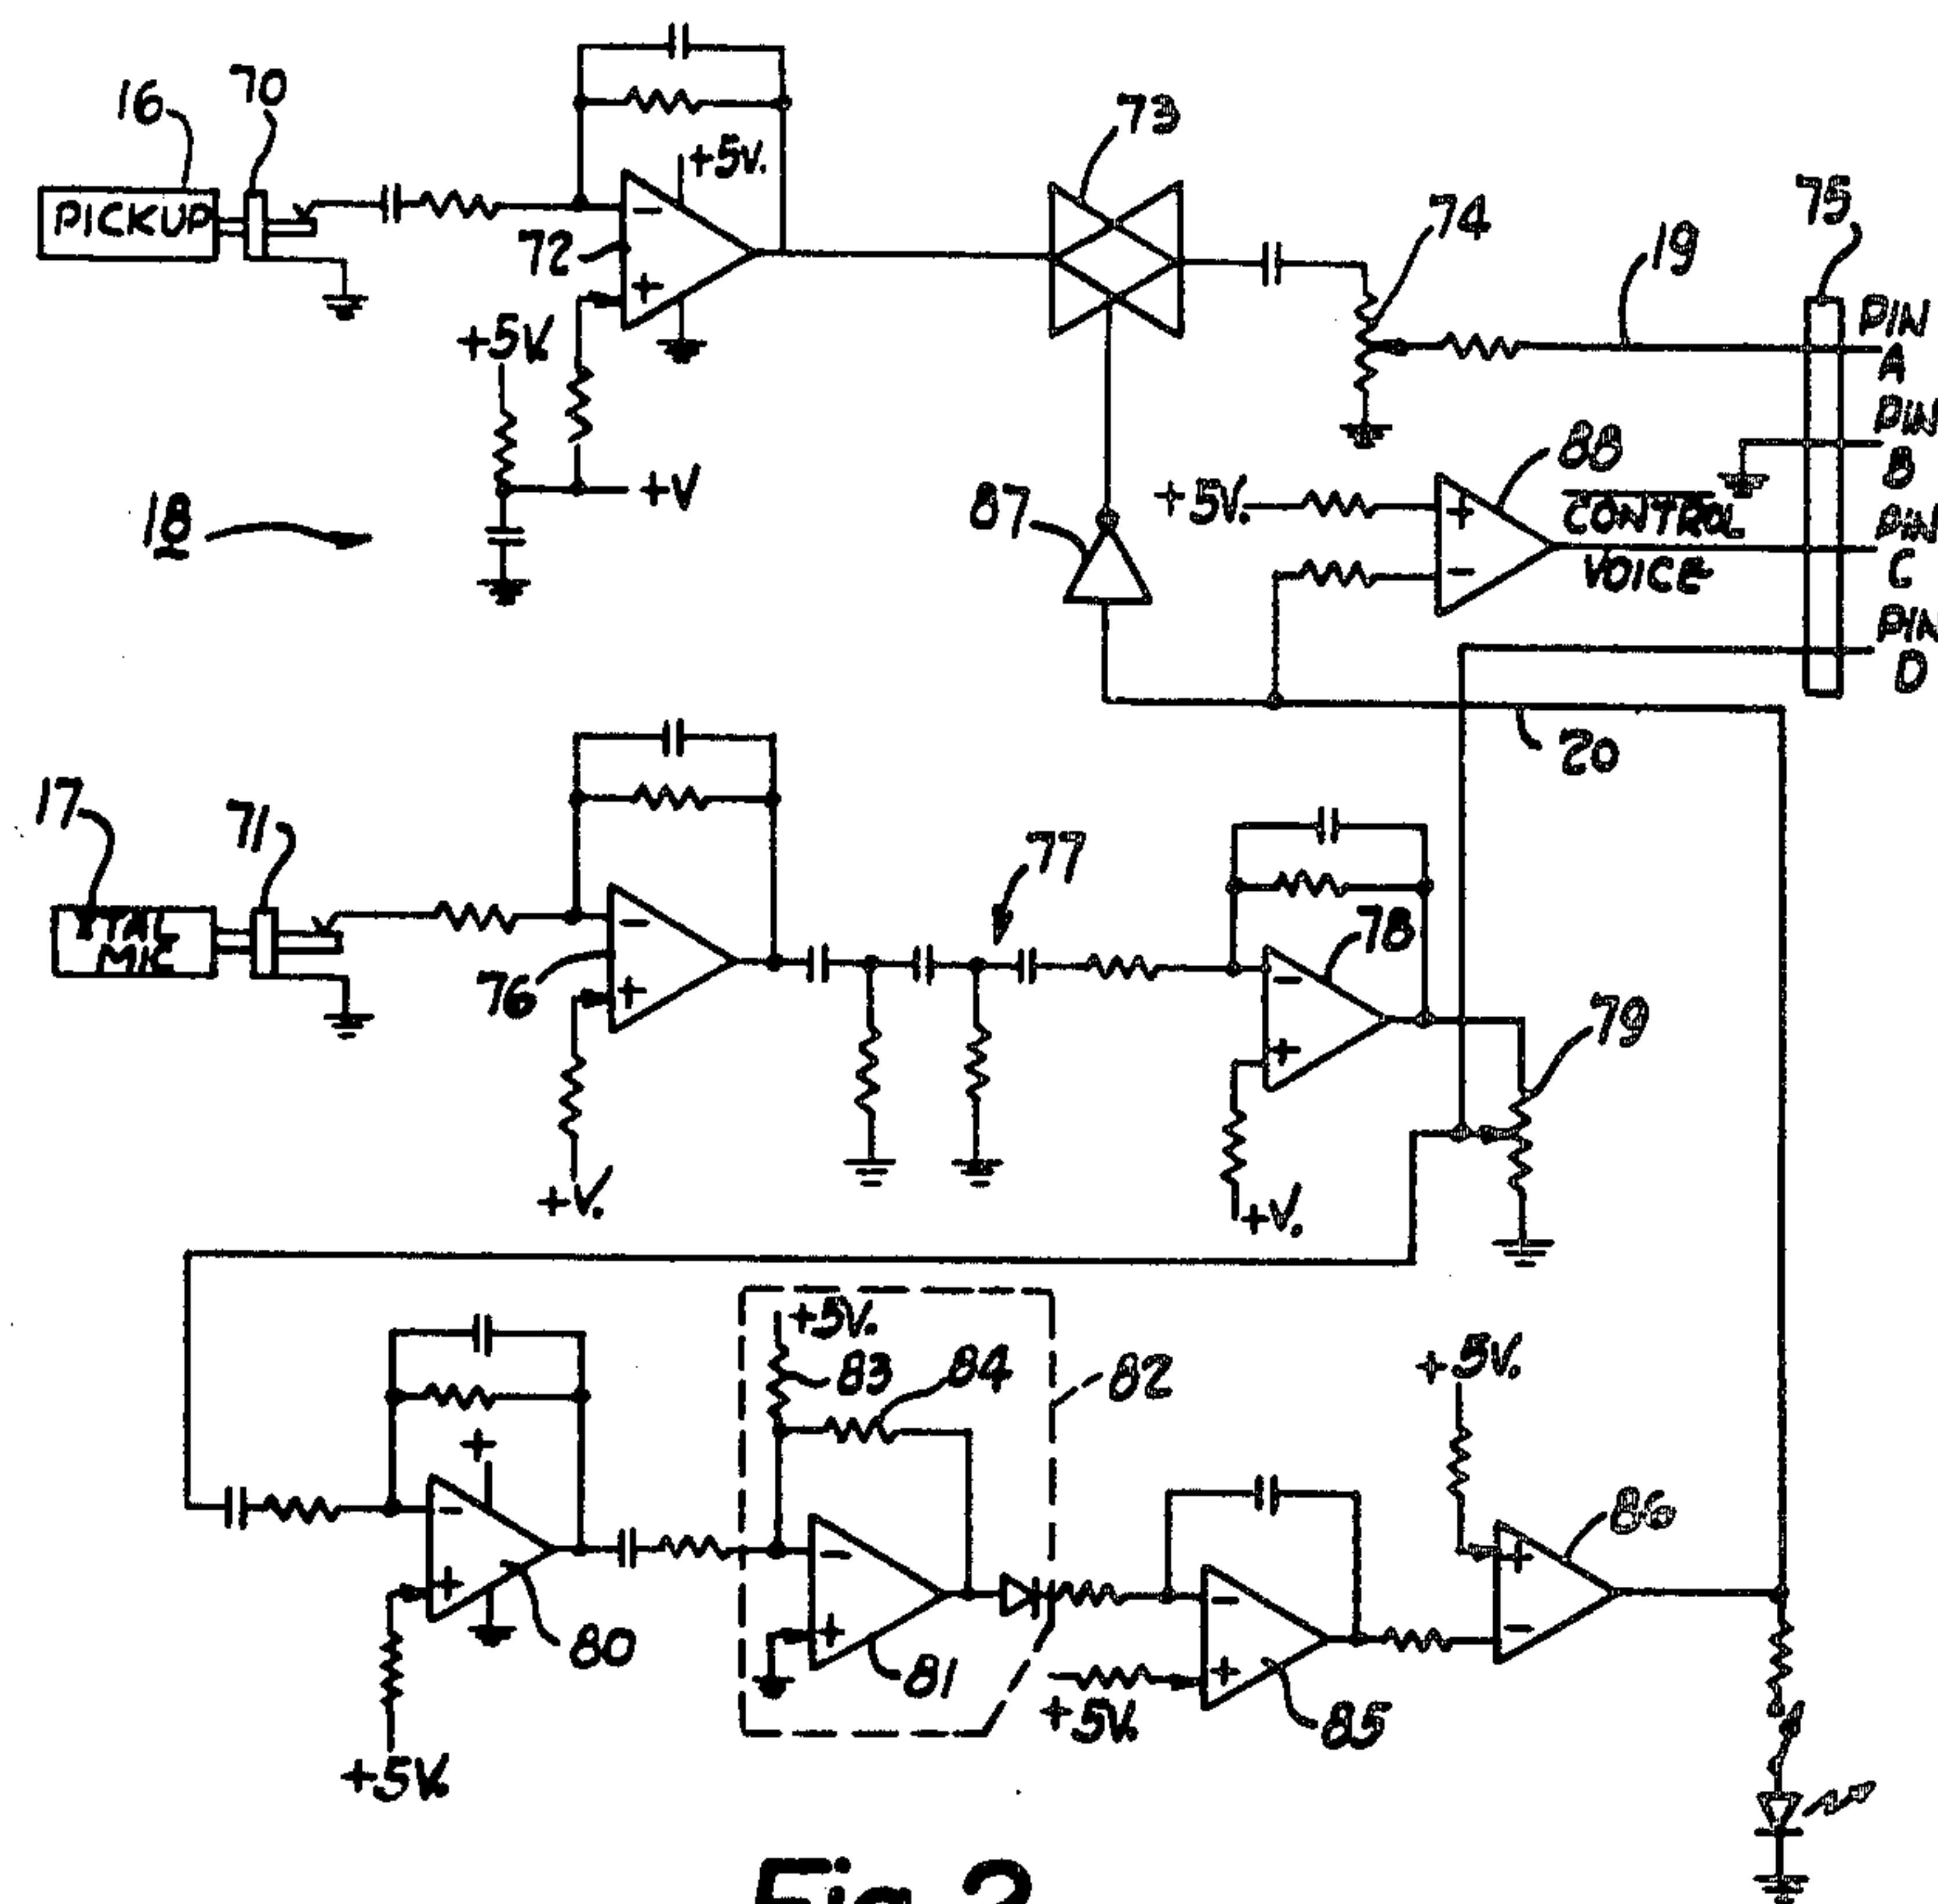 16
70
PICKUP
+5V.
72
-
+
+5V
+V
18
73
74
19
75
PIN
A
PIN
B
PIN
C
PIN
D
87
+5V.
88
+
-
CONTROL
VOICE
20
17
71
MIC
76
-
+
+V.
77
78
-
+
+V.
79
+5V.
83
84
82
+
-
+
80
+5V.
-
+
81
-
+
+5V.
85
+5V.
86
+
-
Fig. 2